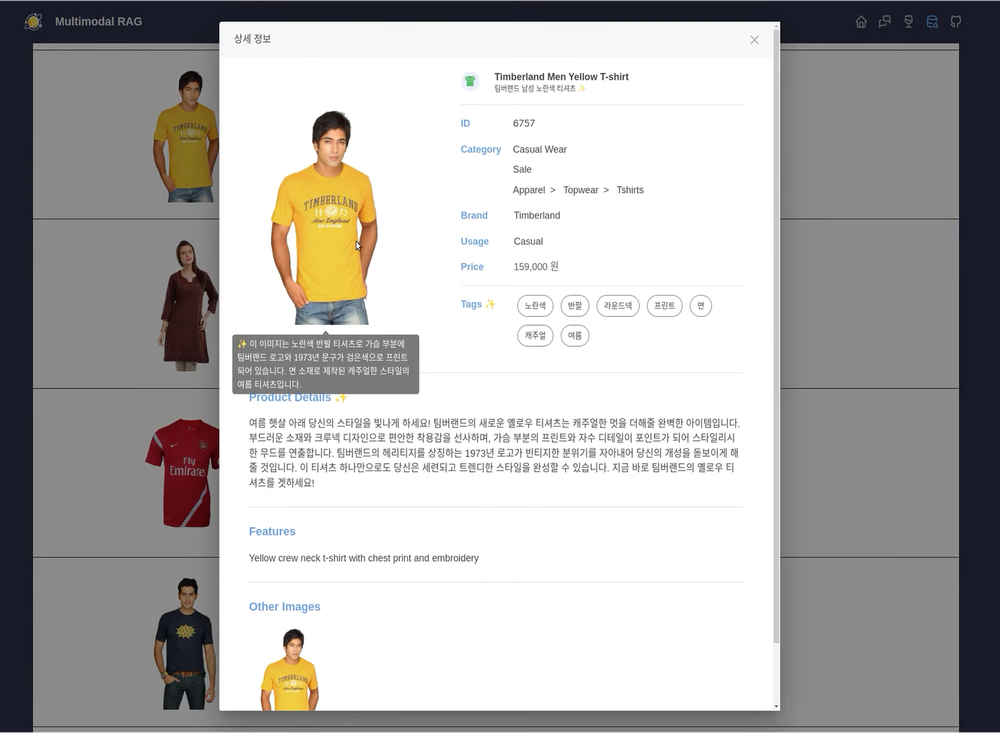 Multimodal RAG
상세 정보
Timberland Men Yellow T-shirt
팀버랜드 남성 노란색 티셔츠 ✨
ID 6757
Category Casual Wear
Sale
Apparel > Topwear > Tshirts
Brand Timberland
Usage Casual
Price 159,000 원
Tags ✨ 노란색 반팔 라운드넥 프린트 면
캐주얼 여름
TIMBERLAND
1973
New England
✨ 이 이미지는 노란색 반팔 티셔츠로 가슴 부분에
팀버랜드 로고와 1973년 문구가 검은색으로 프린트
되어 있습니다. 면 소재로 제작된 캐주얼한 스타일의
여름 티셔츠입니다.
Product Details ✨
여름 햇살 아래 당신의 스타일을 빛나게 하세요! 팀버랜드의 새로운 옐로우 티셔츠는 캐주얼한 멋을 더해줄 완벽한 아이템입니다.
부드러운 소재와 크루넥 디자인으로 편안한 착용감을 선사하며, 가슴 부분의 프린트와 자수 디테일이 포인트가 되어 스타일리시
한 무드를 연출합니다. 팀버랜드의 헤리티지를 상징하는 1973년 로고가 빈티지한 분위기를 자아내어 당신의 개성을 돋보이게 해
줄 것입니다. 이 티셔츠 하나만으로도 당신은 세련되고 트렌디한 스타일을 완성할 수 있습니다. 지금 바로 팀버랜드의 옐로우 티
셔츠를 겟하세요!
Features
Yellow crew neck t-shirt with chest print and embroidery
Other Images
TIMBERLAND
TIMBERLAND
Fly
Emirates